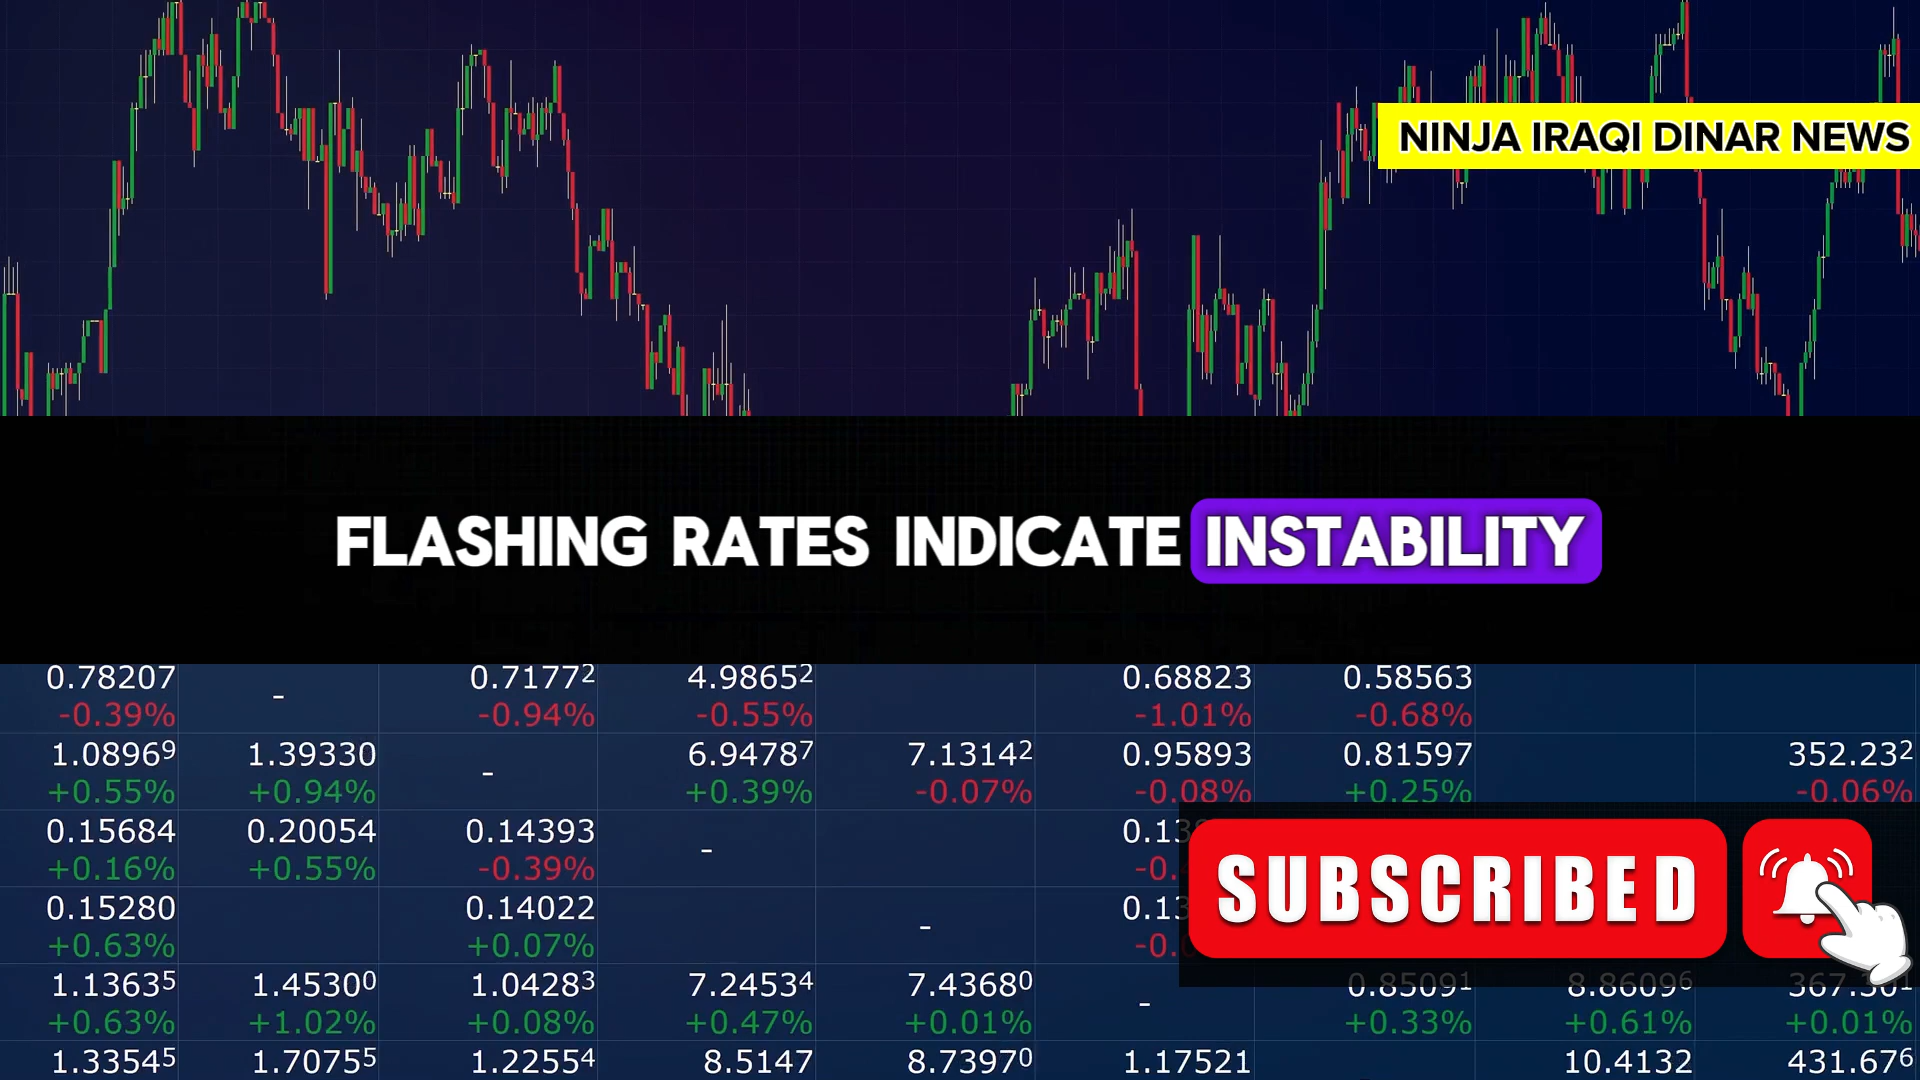 NINJA IRAQI DINAR NEWS
FLASHING RATES INDICATE INSTABILITY
0.78207 - 0.71772 4.98652 0.68823 0.58563
-0.39% -0.94% -0.55% -1.01% -0.68%
1.08969 1.39330 - 6.94787 7.13142 0.95893 0.81597 352.232
+0.55% +0.94% +0.39% -0.07% -0.08% +0.25% -0.06%
0.15684 0.20054 0.14393 -
+0.16% +0.55% -0.39%
SUBSCRIBED
0.15280 0.14022 -
+0.63% +0.07%
1.13635 1.45300 1.04283 7.24534 7.43680 - 0.85091 8.86096 367.301
+0.63% +1.02% +0.08% +0.47% +0.01% +0.33% +0.61% +0.01%
1.33545 1.70755 1.22554 8.5147 8.73970 1.17521 10.4132 431.676